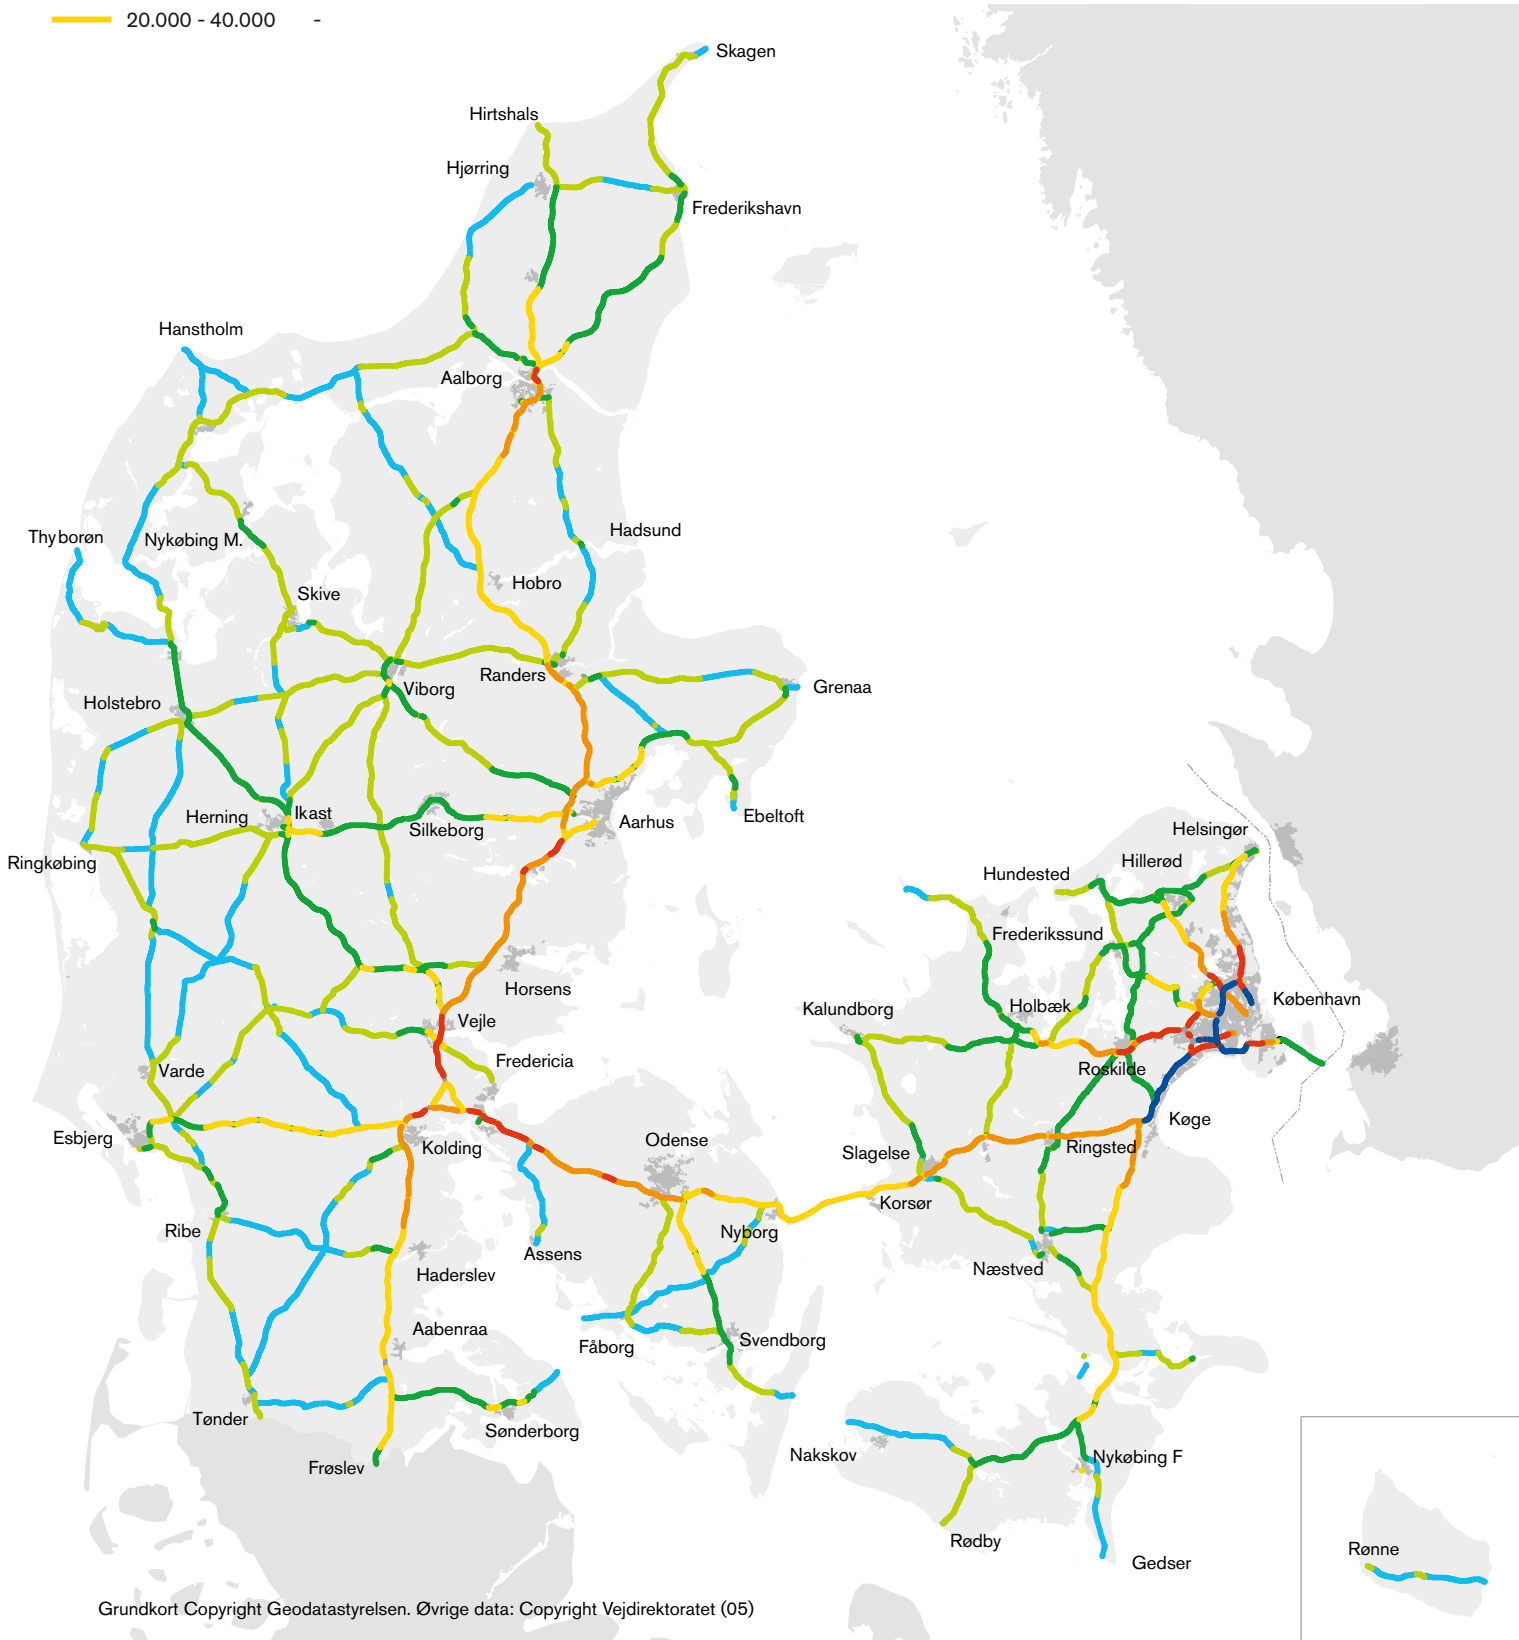 20.000 - 40.000 -
Skagen
Hirtshals
Hjørring
Frederikshavn
Hanstholm
Aalborg
Thyborøn
Nykøbing M.
Hadsund
Hobro
Skive
Randers
Viborg
Grenaa
Holstebro
Herning
Ikast
Silkeborg
Aarhus
Ebeltoft
Ringkøbing
Helsingør
Hillerød
Hundested
Frederikssund
Horsens
København
Kalundborg
Holbæk
Vejle
Fredericia
Varde
Roskilde
Køge
Esbjerg
Kolding
Odense
Slagelse
Ringsted
Korsør
Ribe
Nyborg
Assens
Haderslev
Næstved
Aabenraa
Fåborg
Svendborg
Tønder
Sønderborg
Frøslev
Nakskov
Nykøbing F
Rødby
Gedser
Rønne
Grundkort Copyright Geodatastyrelsen. Øvrige data: Copyright Vejdirektoratet (05)